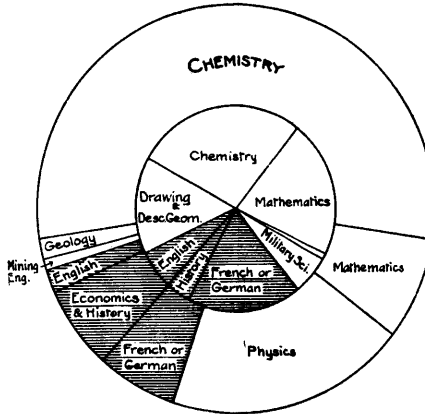 CHEMISTRY
Chemistry
Mathematics
Drawing
&
Desc.Geom.
English
History
French or
German
Military Sci.
Geology
Mining
Eng.
English
Economics
& History
French or
German
Physics
Mathematics